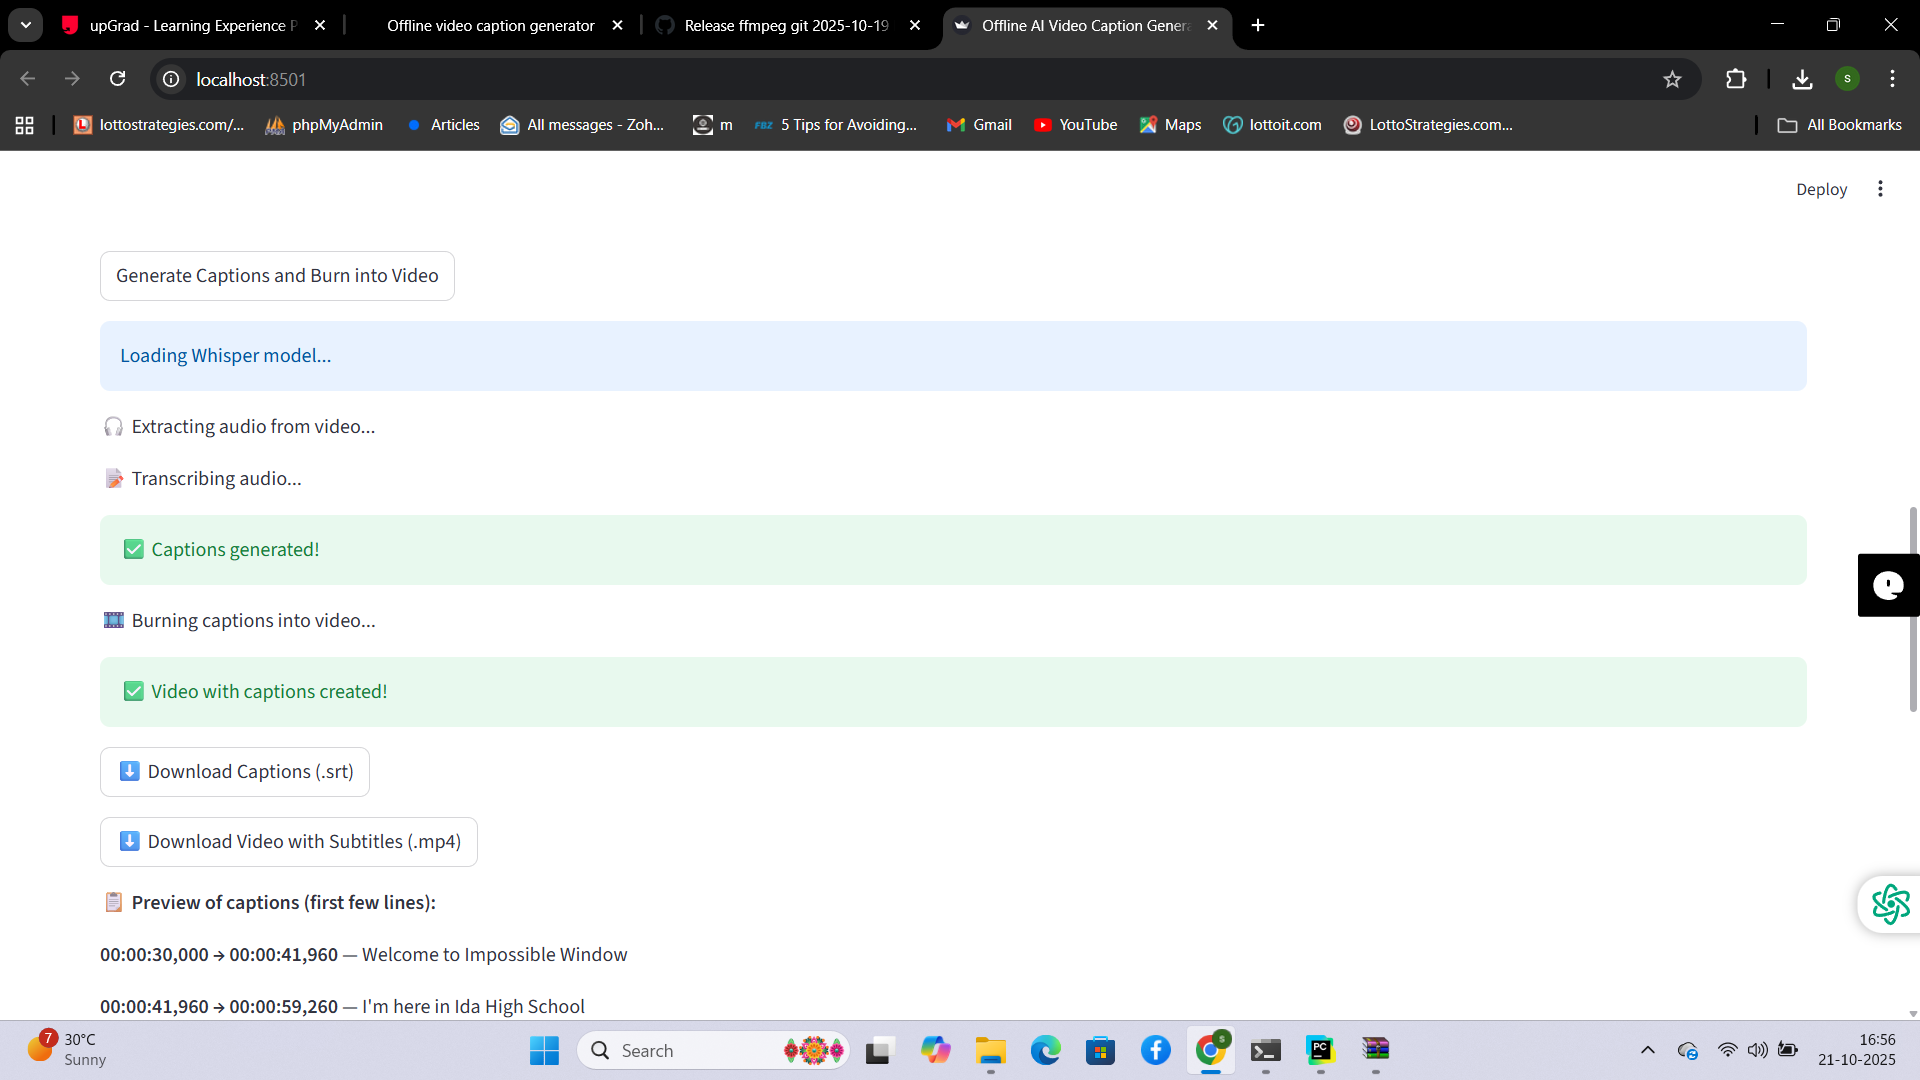 upGrad - Learning Experience P
Offline video caption generator
Release ffmpeg git 2025-10-19
Offline AI Video Caption Genera
localhost:8501
S
lottostrategies.com/...
phpMyAdmin
Articles
All messages - Zoh...
m
FBZ
5 Tips for Avoiding...
Gmail
YouTube
Maps
lottoit.com
LottoStrategies.com...
All Bookmarks
Deploy
Generate Captions and Burn into Video
Loading Whisper model...
Extracting audio from video...
Transcribing audio...
Captions generated!
Burning captions into video...
Video with captions created!
Download Captions (.srt)
Download Video with Subtitles (.mp4)
Preview of captions (first few lines):
00:00:30,000 → 00:00:41,960 — Welcome to Impossible Window
00:00:41,960 → 00:00:59,260 — I'm here in Ida High School
7
30°C
Sunny
Search
S
PC
16:56
21-10-2025